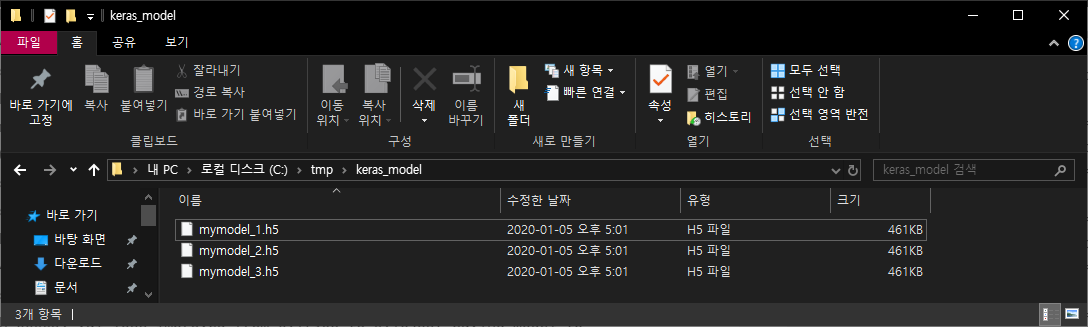 keras_model
파일 홈 공유 보기
바로 가기에 고정
복사
붙여넣기
잘라내기
경로 복사
바로 가기 붙여넣기
클립보드
이동 위치
복사 위치
삭제
이름 바꾸기
구성
새 폴더
새 항목
빠른 연결
새로 만들기
속성
열기
편집
히스토리
열기
모두 선택
선택 안 함
선택 영역 반전
선택
내 PC > 로컬 디스크 (C:) > tmp > keras_model
keras_model 검색
바로 가기
바탕 화면
다운로드
문서
이름 수정한 날짜 유형 크기
mymodel_1.h5 2020-01-05 오후 5:01 H5 파일 461KB
mymodel_2.h5 2020-01-05 오후 5:01 H5 파일 461KB
mymodel_3.h5 2020-01-05 오후 5:01 H5 파일 461KB
3개 항목